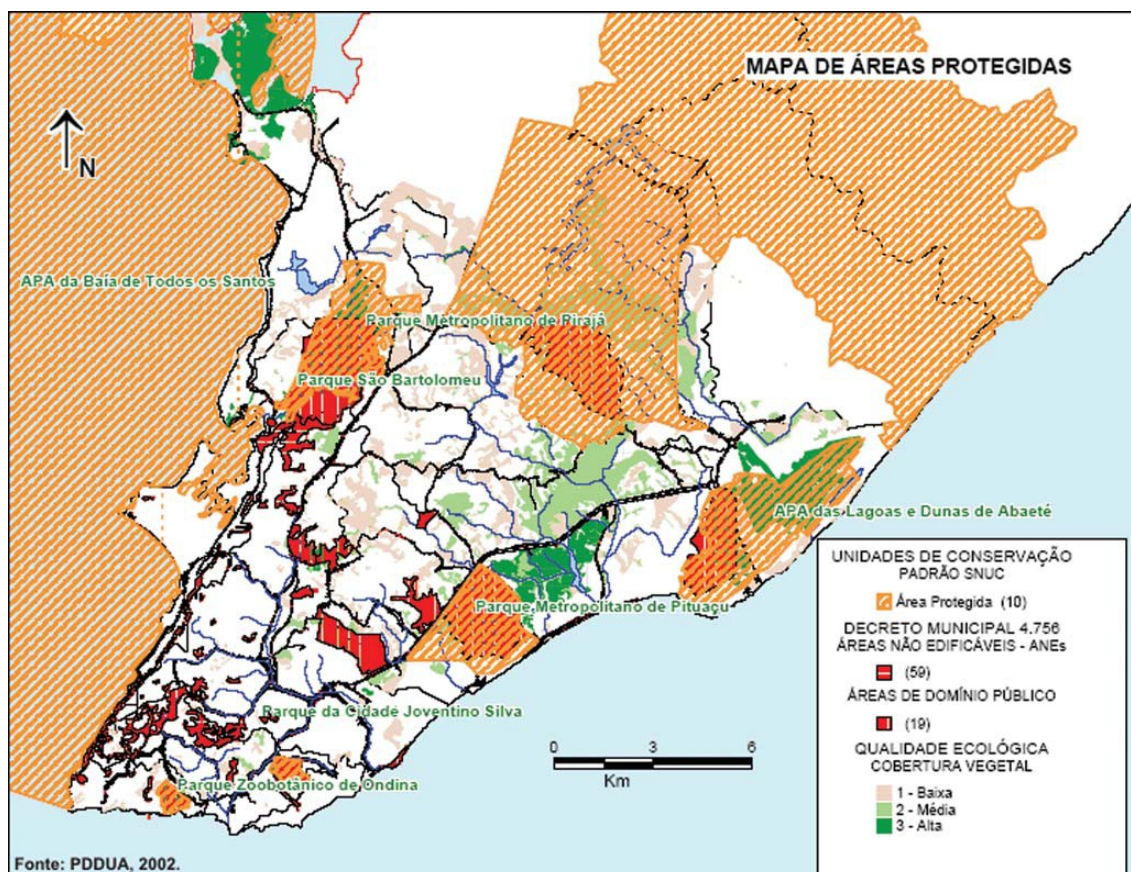 MAPA DE ÁREAS PROTEGIDAS
N
APA da Baía de Todos os Santos
Parque Metropolitano de Pirajá
Parque São Bartolomeu
APA das Lagoas e Dunas de Abaeté
Parque Metropolitano de Pituaçu
Parque da Cidade Joventino Silva
Parque Zoobotânico de Ondina
0 3 6
Km
UNIDADES DE CONSERVAÇÃO
PADRÃO SNUC
Área Protegida (10)
DECRETO MUNICIPAL 4.756
ÁREAS NÃO EDIFICÁVEIS - ANEs
(59)
ÁREAS DE DOMÍNIO PÚBLICO
(19)
QUALIDADE ECOLÓGICA
COBERTURA VEGETAL
1 - Baixa
2 - Média
3 - Alta
Fonte: PDDUA, 2002.